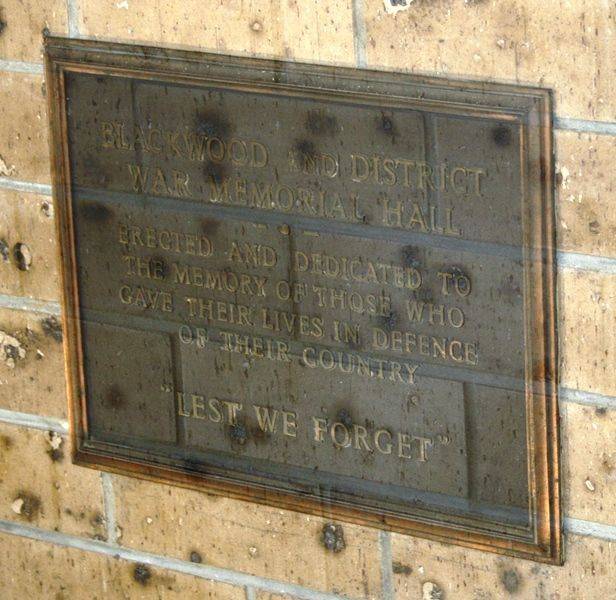 BLACKWOOD AND DISTRICT
WAR MEMORIAL HALL
ERECTED AND DEDICATED TO
THE MEMORY OF THOSE WHO
GAVE THEIR LIVES IN DEFENCE
OF THEIR COUNTRY
"LEST WE FORGET"